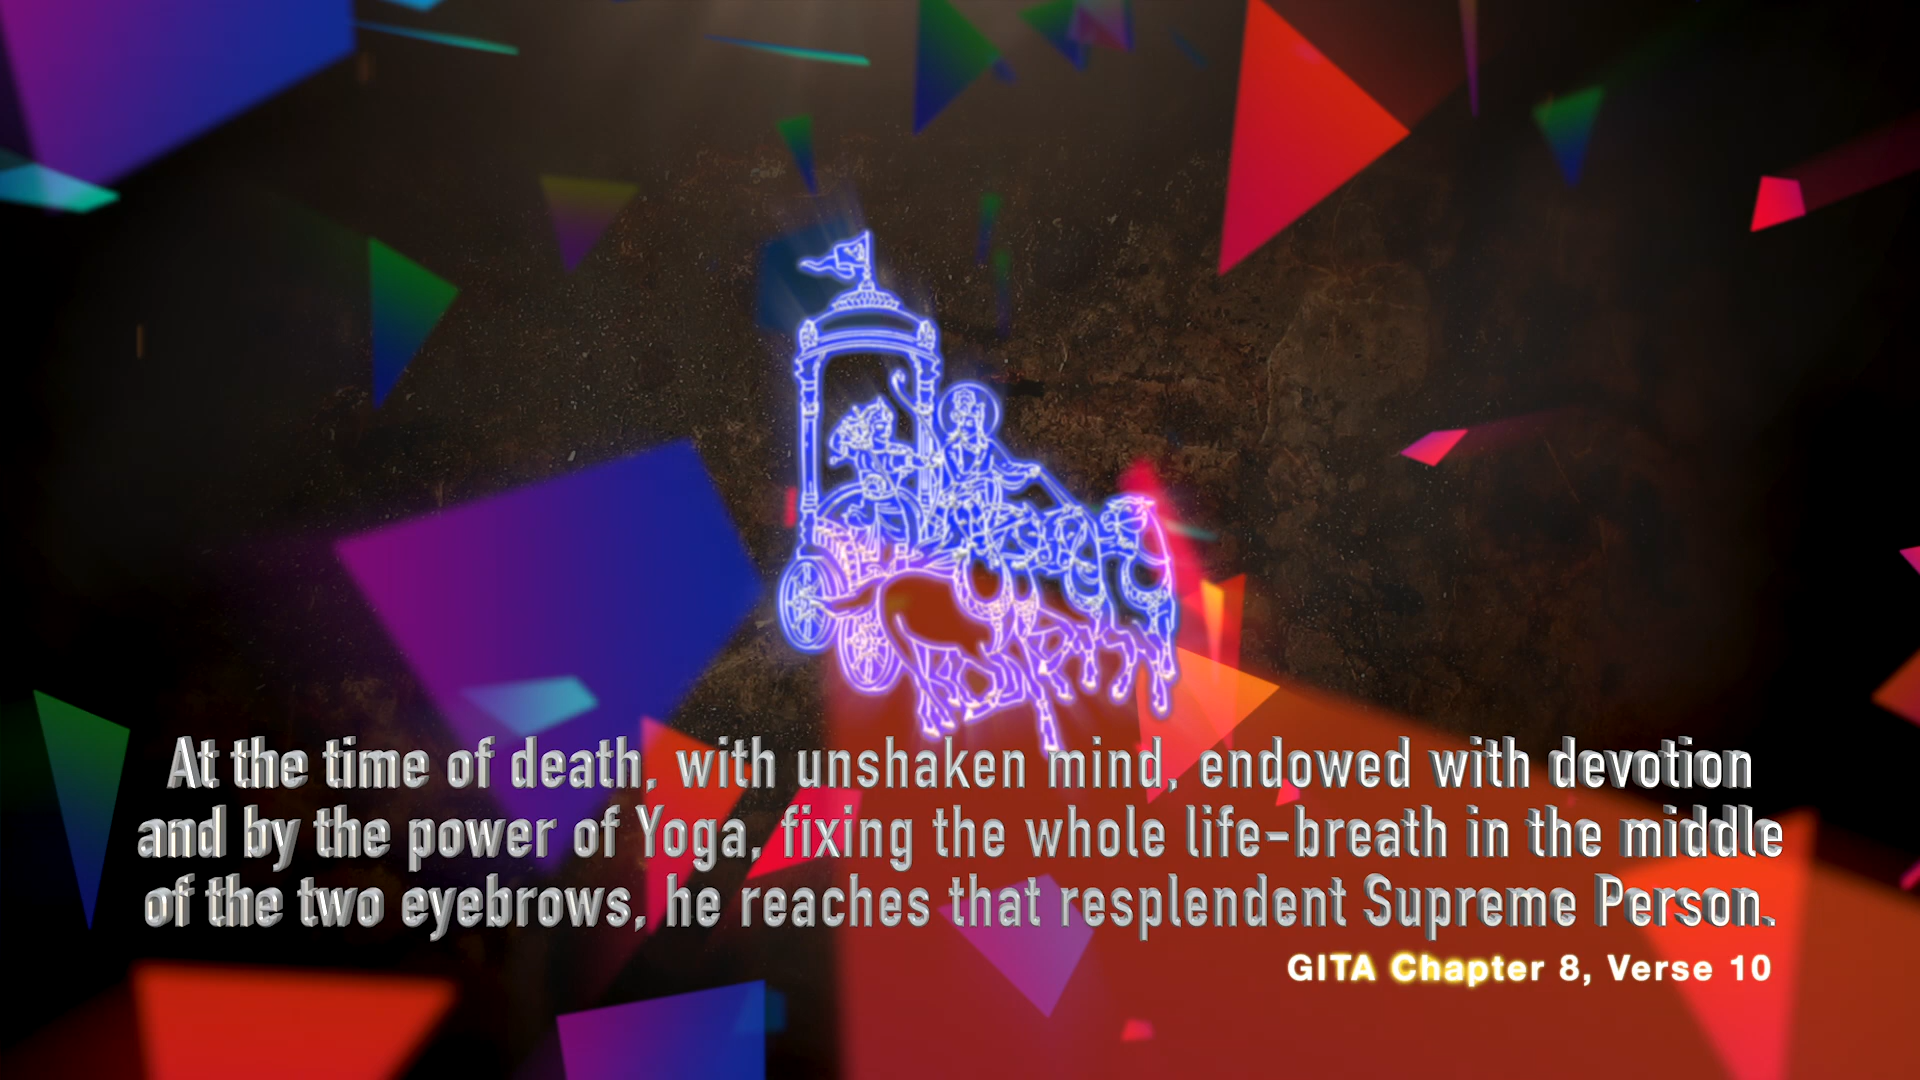 At the time of death, with unshaken mind, endowed with devotion
and by the power of Yoga, fixing the whole life-breath in the middle
of the two eyebrows, he reaches that resplendent Supreme Person.
GITA Chapter 8, Verse 10